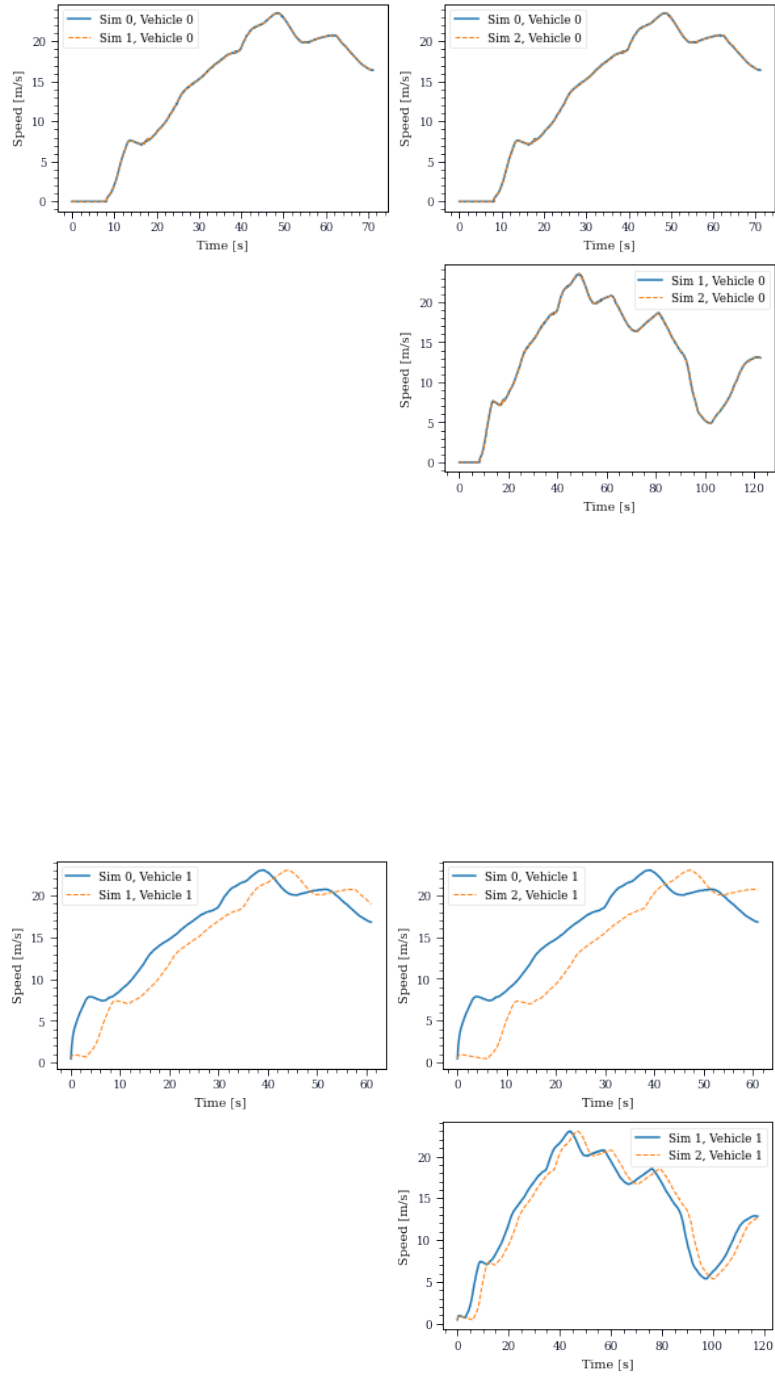 Sim 0, Vehicle 0
Sim 1, Vehicle 0
Speed [m/s]
20
15
10
5
0
0 10 20 30 40 50 60 70
Time [s]
Sim 0, Vehicle 0
Sim 2, Vehicle 0
Speed [m/s]
20
15
10
5
0
0 10 20 30 40 50 60 70
Time [s]
Sim 1, Vehicle 0
Sim 2, Vehicle 0
Speed [m/s]
20
15
10
5
0
0 20 40 60 80 100 120
Time [s]
Sim 0, Vehicle 1
Sim 1, Vehicle 1
Speed [m/s]
20
15
10
5
0
0 10 20 30 40 50 60
Time [s]
Sim 0, Vehicle 1
Sim 2, Vehicle 1
Speed [m/s]
20
15
10
5
0
0 10 20 30 40 50 60
Time [s]
Sim 1, Vehicle 1
Sim 2, Vehicle 1
Speed [m/s]
20
15
10
5
0
0 20 40 60 80 100 120
Time [s]